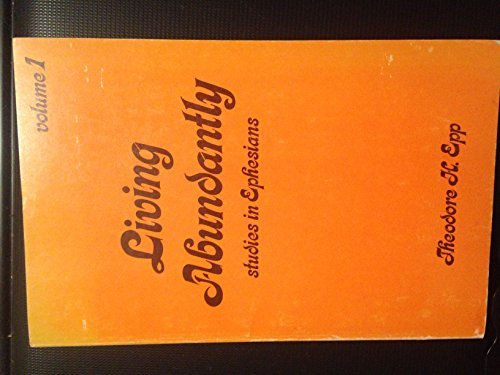 volume 1
Living
Abundantly
studies in Ephesians
Theodore H. Epp